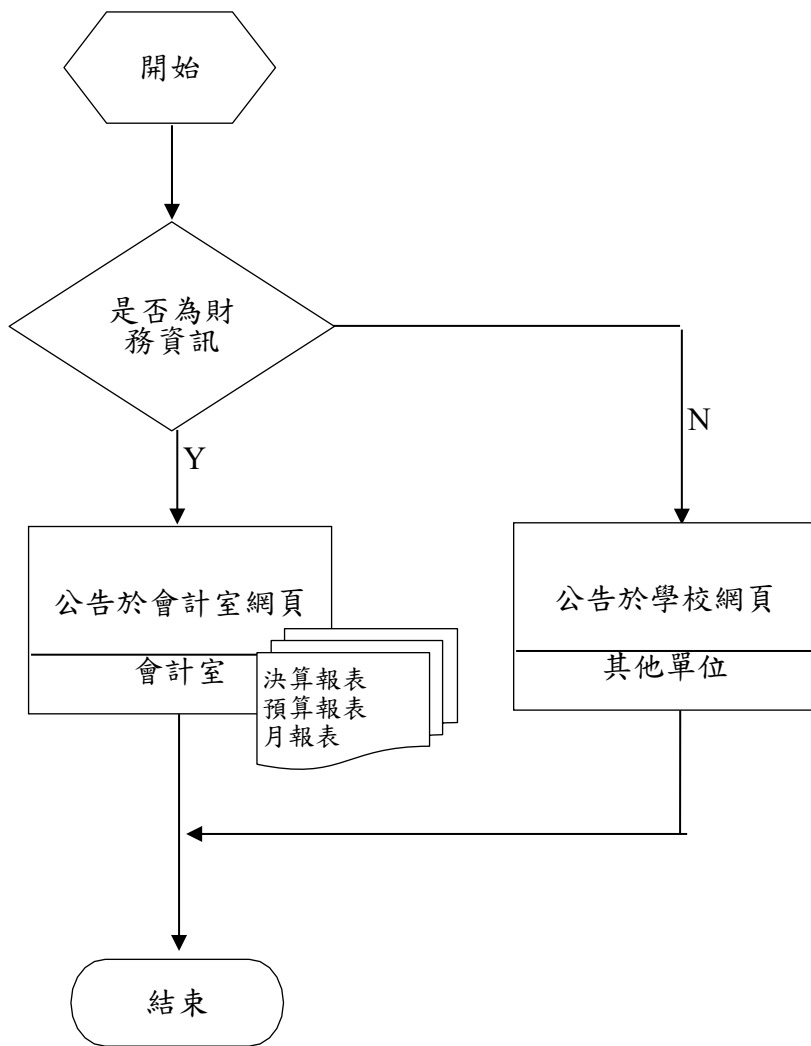 開始
是否為財
務資訊
N
Y
公告於會計室網頁
會計室
決算報表
預算報表
月報表
公告於學校網頁
其他單位
結束